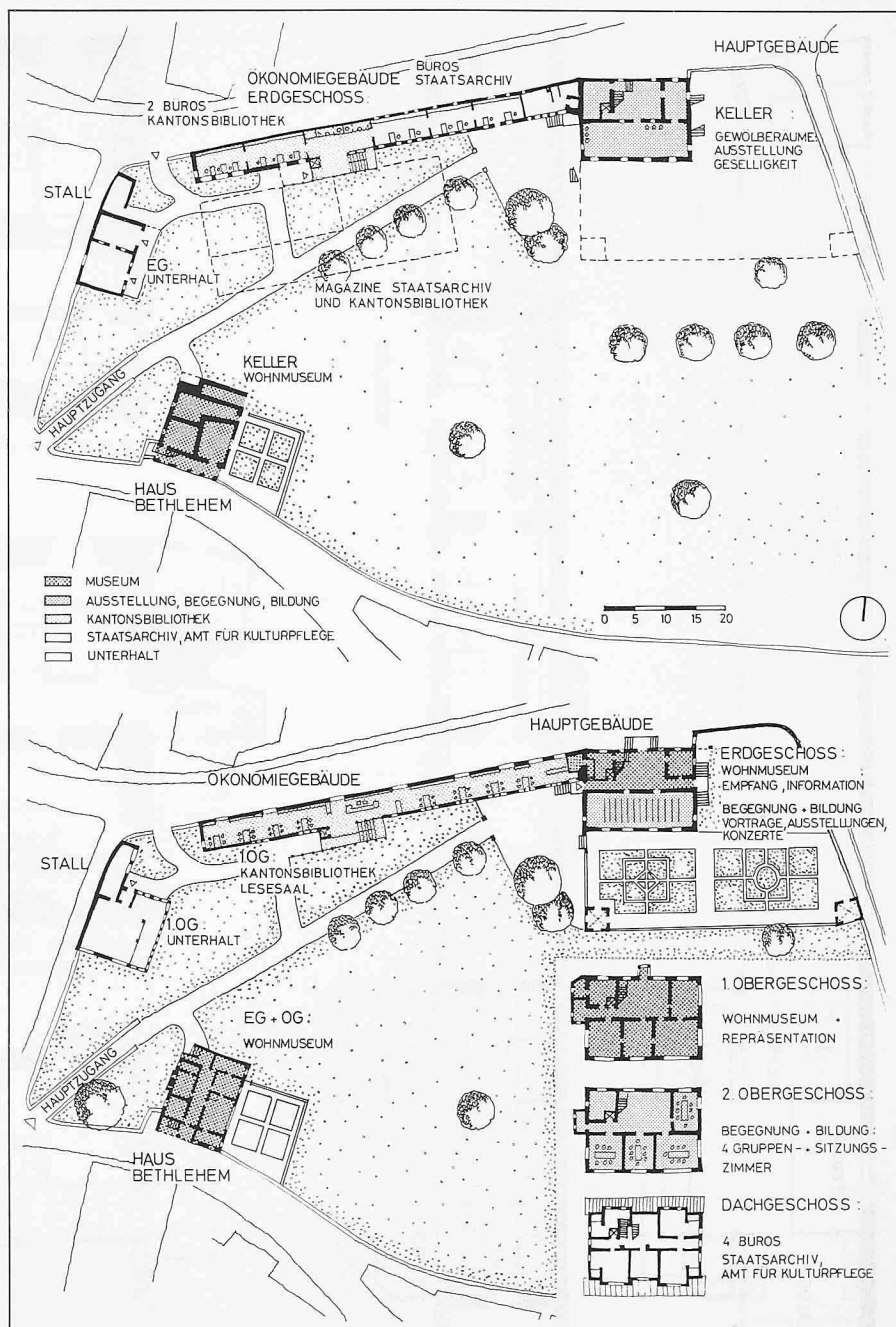 HAUPTGEBÄUDE
ÖKONOMIEGEBÄUDE
ERDGESCHOSS:
BÜROS
STAATSARCHIV
2 BÜROS
KANTONSBIBLIOTHEK
KELLER :
GEWÖLBERÄUME:
AUSSTELLUNG
GESELLIGKEIT
STALL
EG:
UNTERHALT
MAGAZINE STAATSARCHIV
UND KANTONSBIBLIOTHEK
KELLER
WOHNMUSEUM
HAUPTZUGANG
HAUS
BETHLEHEM
MUSEUM
AUSSTELLUNG, BEGEGNUNG, BILDUNG
KANTONSBIBLIOTHEK
STAATSARCHIV, AMT FÜR KULTURPFLEGE
UNTERHALT
0 5 10 15 20
HAUPTGEBÄUDE
ÖKONOMIEGEBÄUDE
ERDGESCHOSS :
WOHNMUSEUM
EMPFANG, INFORMATION
BEGEGNUNG + BILDUNG
VORTRÄGE, AUSSTELLUNGEN,
KONZERTE
STALL
1.OG:
KANTONSBIBLIOTHEK
LESESAAL
1.OG:
UNTERHALT
EG + OG:
WOHNMUSEUM
HAUPTZUGANG
HAUS
BETHLEHEM
1. OBERGESCHOSS:
WOHNMUSEUM +
REPRÄSENTATION
2. OBERGESCHOSS :
BEGEGNUNG + BILDUNG :
4 GRUPPEN - + SITZUNGS -
ZIMMER
DACHGESCHOSS :
4 BÜROS
STAATSARCHIV,
AMT FÜR KULTURPFLEGE